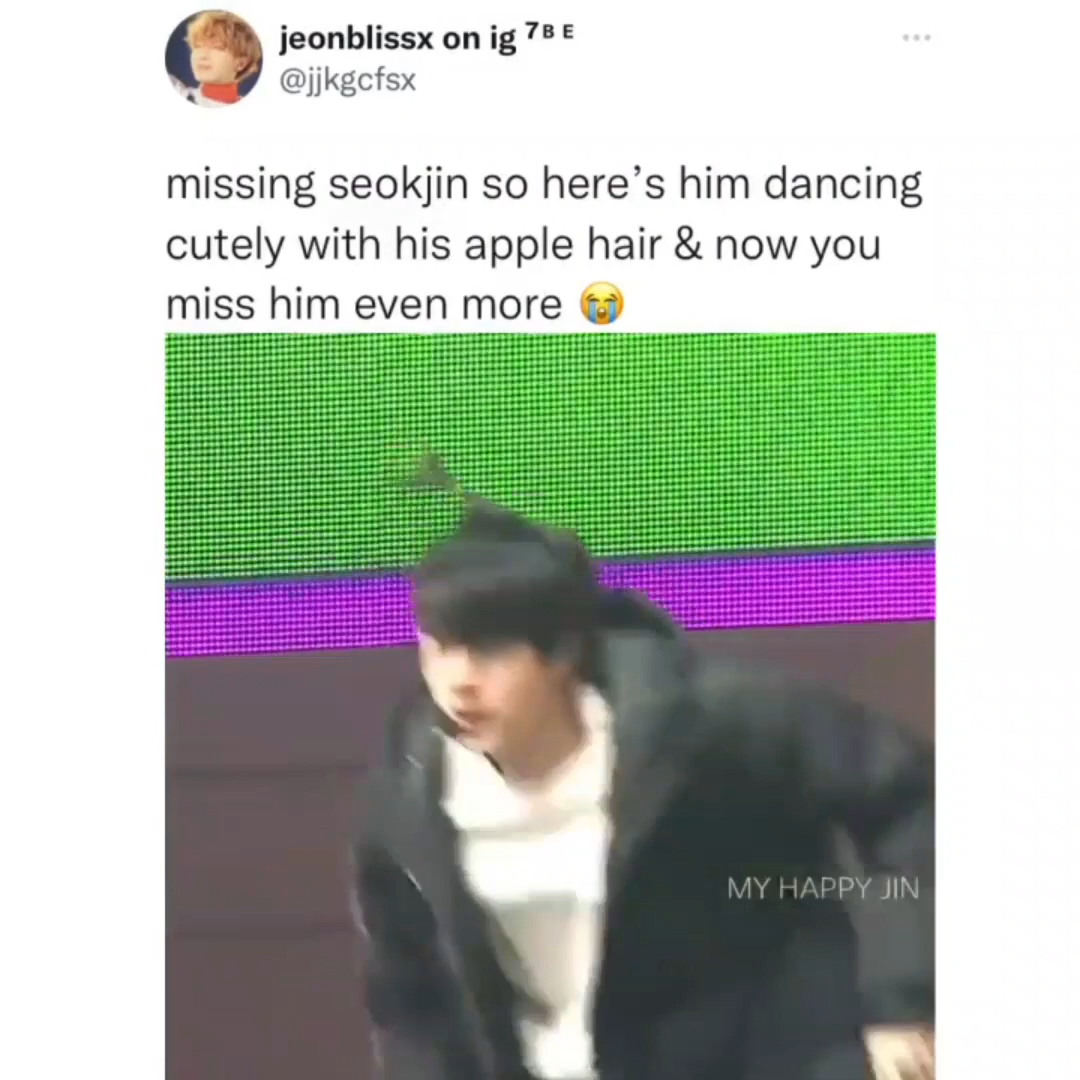 jeonblissx on ig ⁷ᴮ ᴱ
@jjkgcfsx
missing seokjin so here’s him dancing
cutely with his apple hair & now you
miss him even more 😭
MY HAPPY JIN